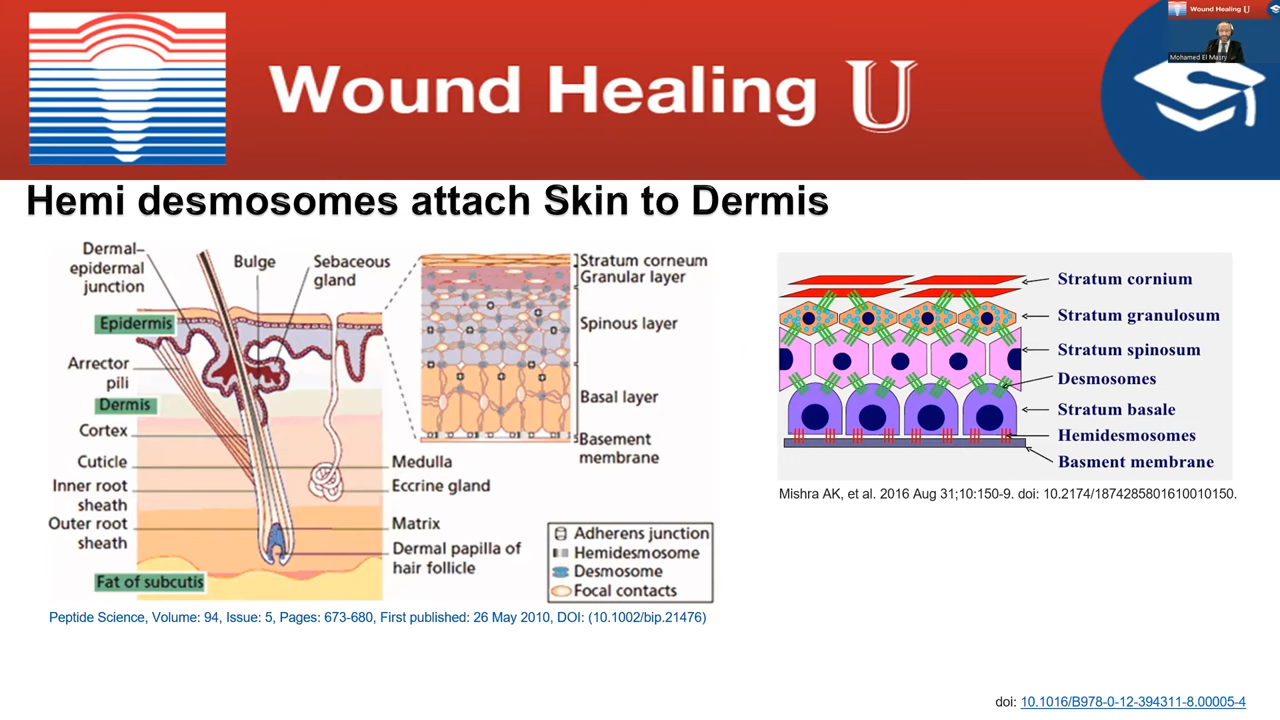 Wound Healing U
Wound Healing U
Mohamed El Masry
Hemi desmosomes attach Skin to Dermis
Dermal-
epidermal
junction
Bulge
Sebaceous
gland
Epidermis
Arrector
pili
Dermis
Cortex
Cuticle
Inner root
sheath
Outer root
sheath
Fat of subcutis
Medulla
Eccrine gland
Matrix
Dermal papilla of
hair follicle
Stratum corneum
Granular layer
Spinous layer
Basal layer
Basement
membrane
Adherens junction
Hemidesmosome
Desmosome
Focal contacts
Peptide Science, Volume: 94, Issue: 5, Pages: 673-680, First published: 26 May 2010, DOI: (10.1002/bip.21476)
Stratum cornium
Stratum granulosum
Stratum spinosum
Desmosomes
Stratum basale
Hemidesmosomes
Basment membrane
Mishra AK, et al. 2016 Aug 31;10:150-9. doi: 10.2174/1874285801610010150.
doi: 10.1016/B978-0-12-394311-8.00005-4